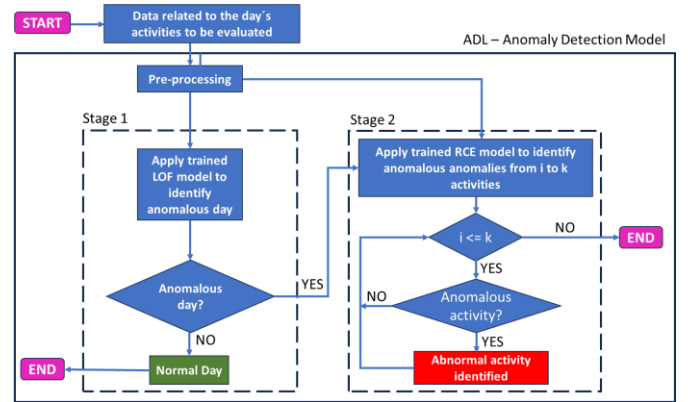 START
Data related to the day´s
activities to be evaluated
ADL – Anomaly Detection Model
Pre-processing
Stage 1
Stage 2
Apply trained
LOF model to
identify
anomalous day
Apply trained RCE model to identify
anomalous anomalies from i to k
activities
i <= k
NO
END
YES
YES
Anomalous
day?
NO
Anomalous
activity?
NO
YES
END
Normal Day
Abnormal activity
identified